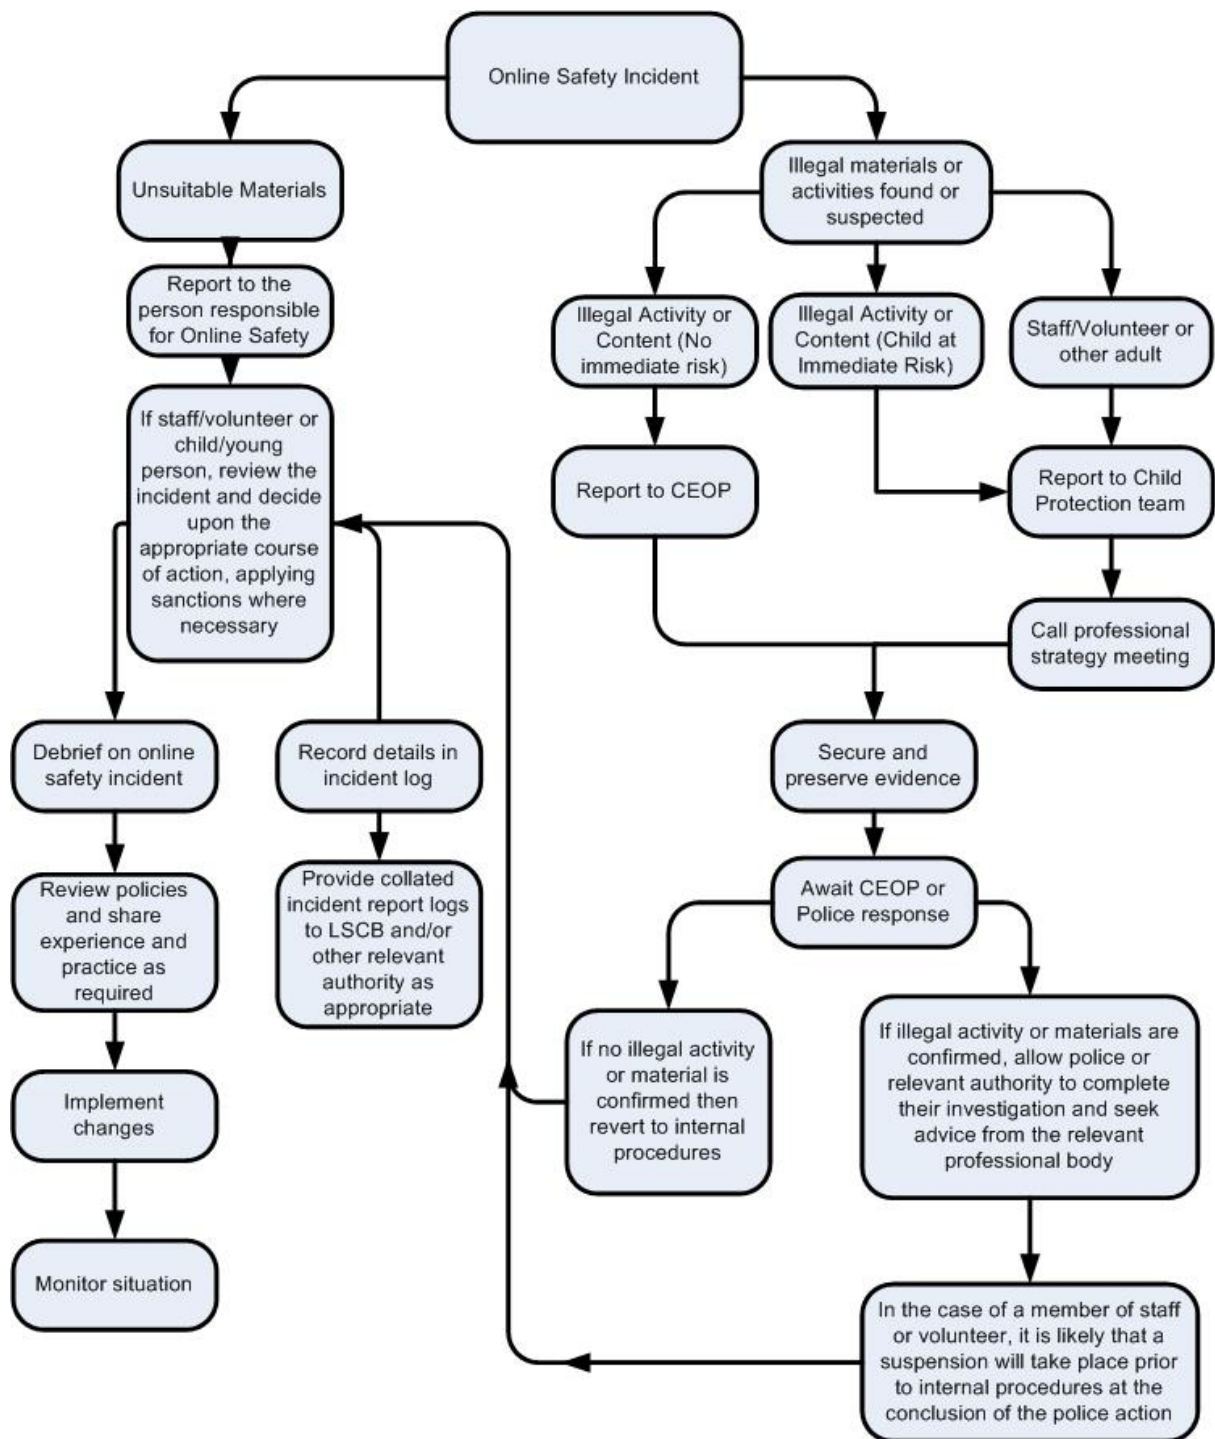 Online Safety Incident
Unsuitable Materials
Report to the
person responsible
for Online Safety
If staff/volunteer or
child/young
person, review the
incident and decide
upon the
appropriate course
of action, applying
sanctions where
necessary
Debrief on online
safety incident
Review policies
and share
experience and
practice as
required
Implement
changes
Monitor situation
Record details in
incident log
Provide collated
incident report logs
to LSCB and/or
other relevant
authority as
appropriate
Illegal materials or
activities found or
suspected
Illegal Activity or
Content (No
immediate risk)
Illegal Activity or
Content (Child at
Immediate Risk)
Staff/Volunteer or
other adult
Report to CEOP
Report to Child
Protection team
Call professional
strategy meeting
Secure and
preserve evidence
Await CEOP or
Police response
If no illegal activity
or material is
confirmed then
revert to internal
procedures
If illegal activity or materials are
confirmed, allow police or
relevant authority to complete
their investigation and seek
advice from the relevant
professional body
In the case of a member of staff
or volunteer, it is likely that a
suspension will take place prior
to internal procedures at the
conclusion of the police action